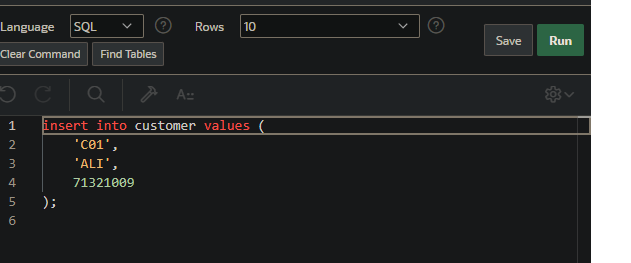 Language SQL Rows 10 Save Run
Clear Command Find Tables
A::
1 insert into customer values (
2 'C01',
3 'ALI',
4 71321009
5 );
6